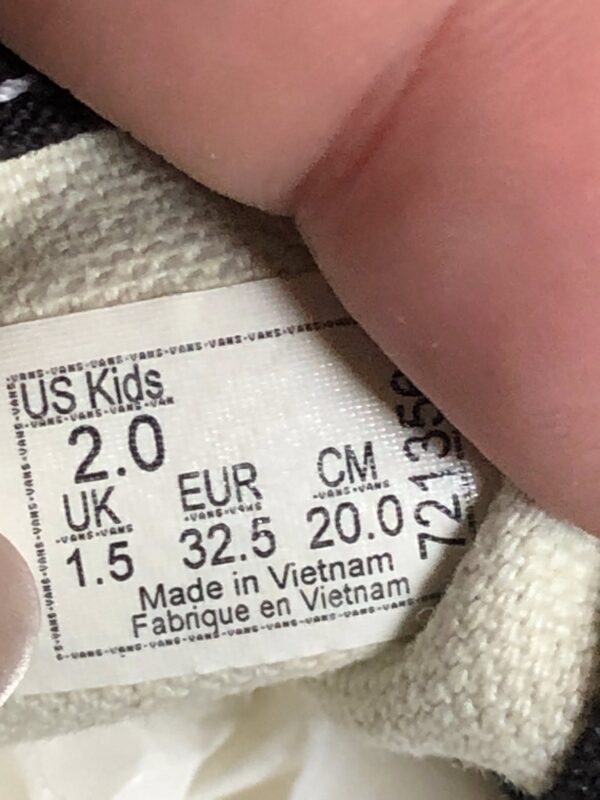 US Kids
2.0
UK EUR CM
1.5 32.5 20.0
Made in Vietnam
Fabrique en Vietnam